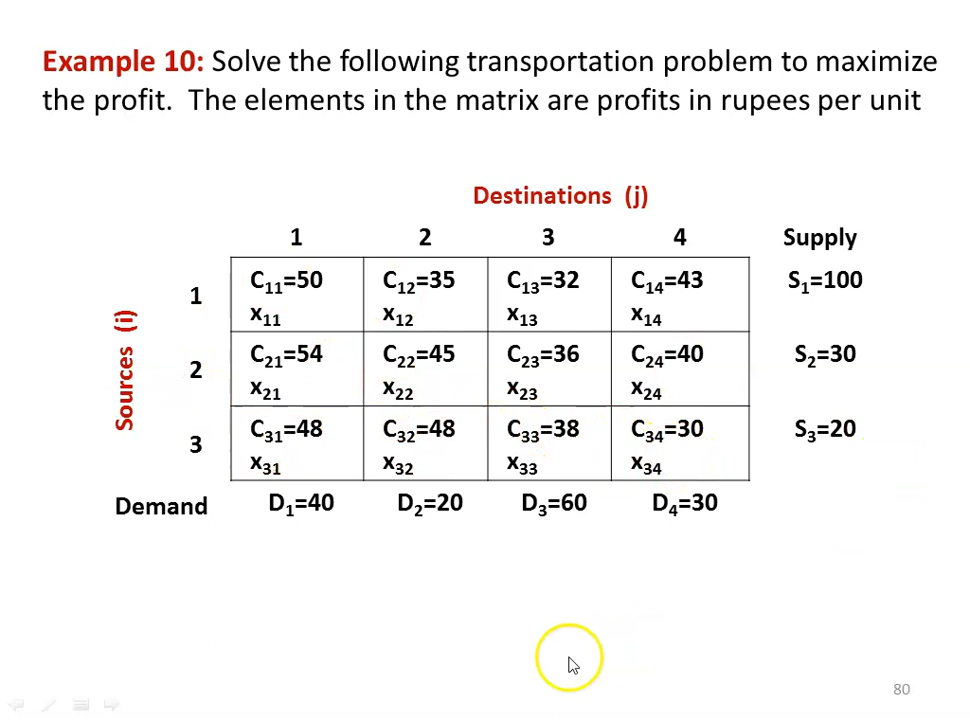 Example 10: Solve the following transportation problem to maximize
the profit. The elements in the matrix are profits in rupees per unit
Destinations (j)
1 2 3 4 Supply
Sources (i)
1
C₁₁=50 C₁₂=35 C₁₃=32 C₁₄=43 S₁=100
x₁₁ x₁₂ x₁₃ x₁₄
2
C₂₁=54 C₂₂=45 C₂₃=36 C₂₄=40 S₂=30
x₂₁ x₂₂ x₂₃ x₂₄
3
C₃₁=48 C₃₂=48 C₃₃=38 C₃₄=30 S₃=20
x₃₁ x₃₂ x₃₃ x₃₄
Demand D₁=40 D₂=20 D₃=60 D₄=30
80